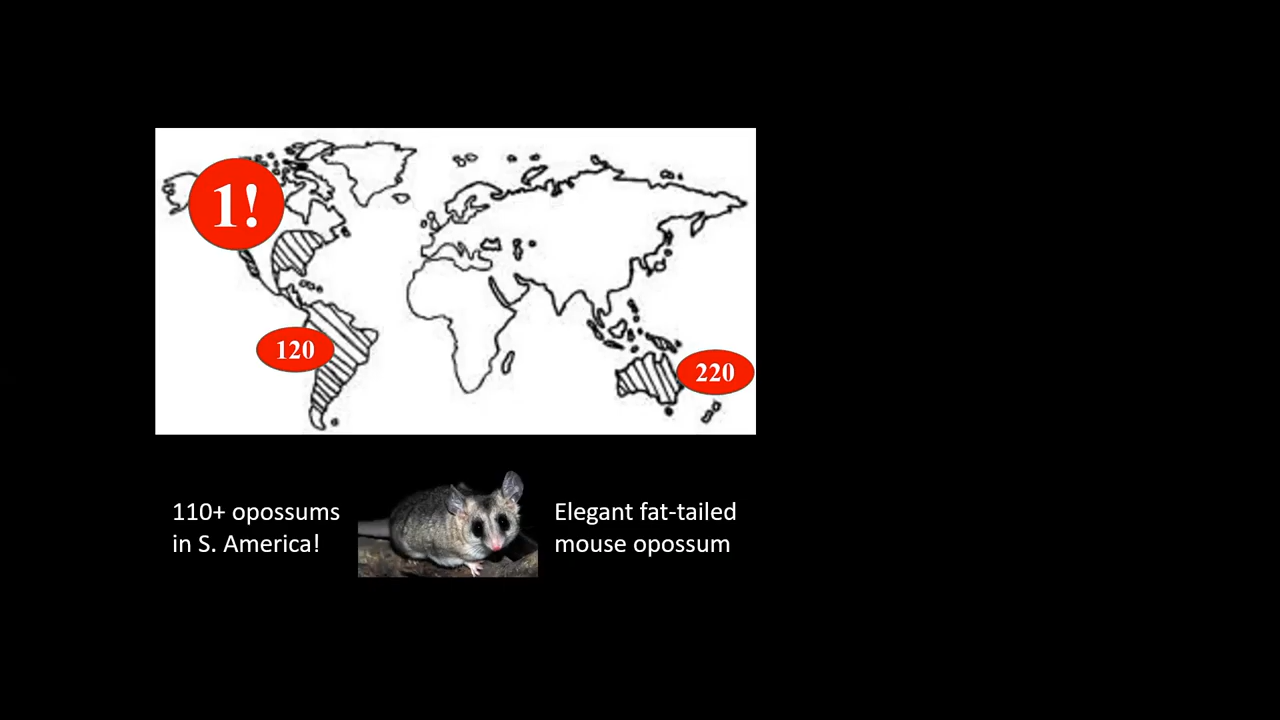 1!
120
220
110+ opossums
in S. America!
Elegant fat-tailed
mouse opossum